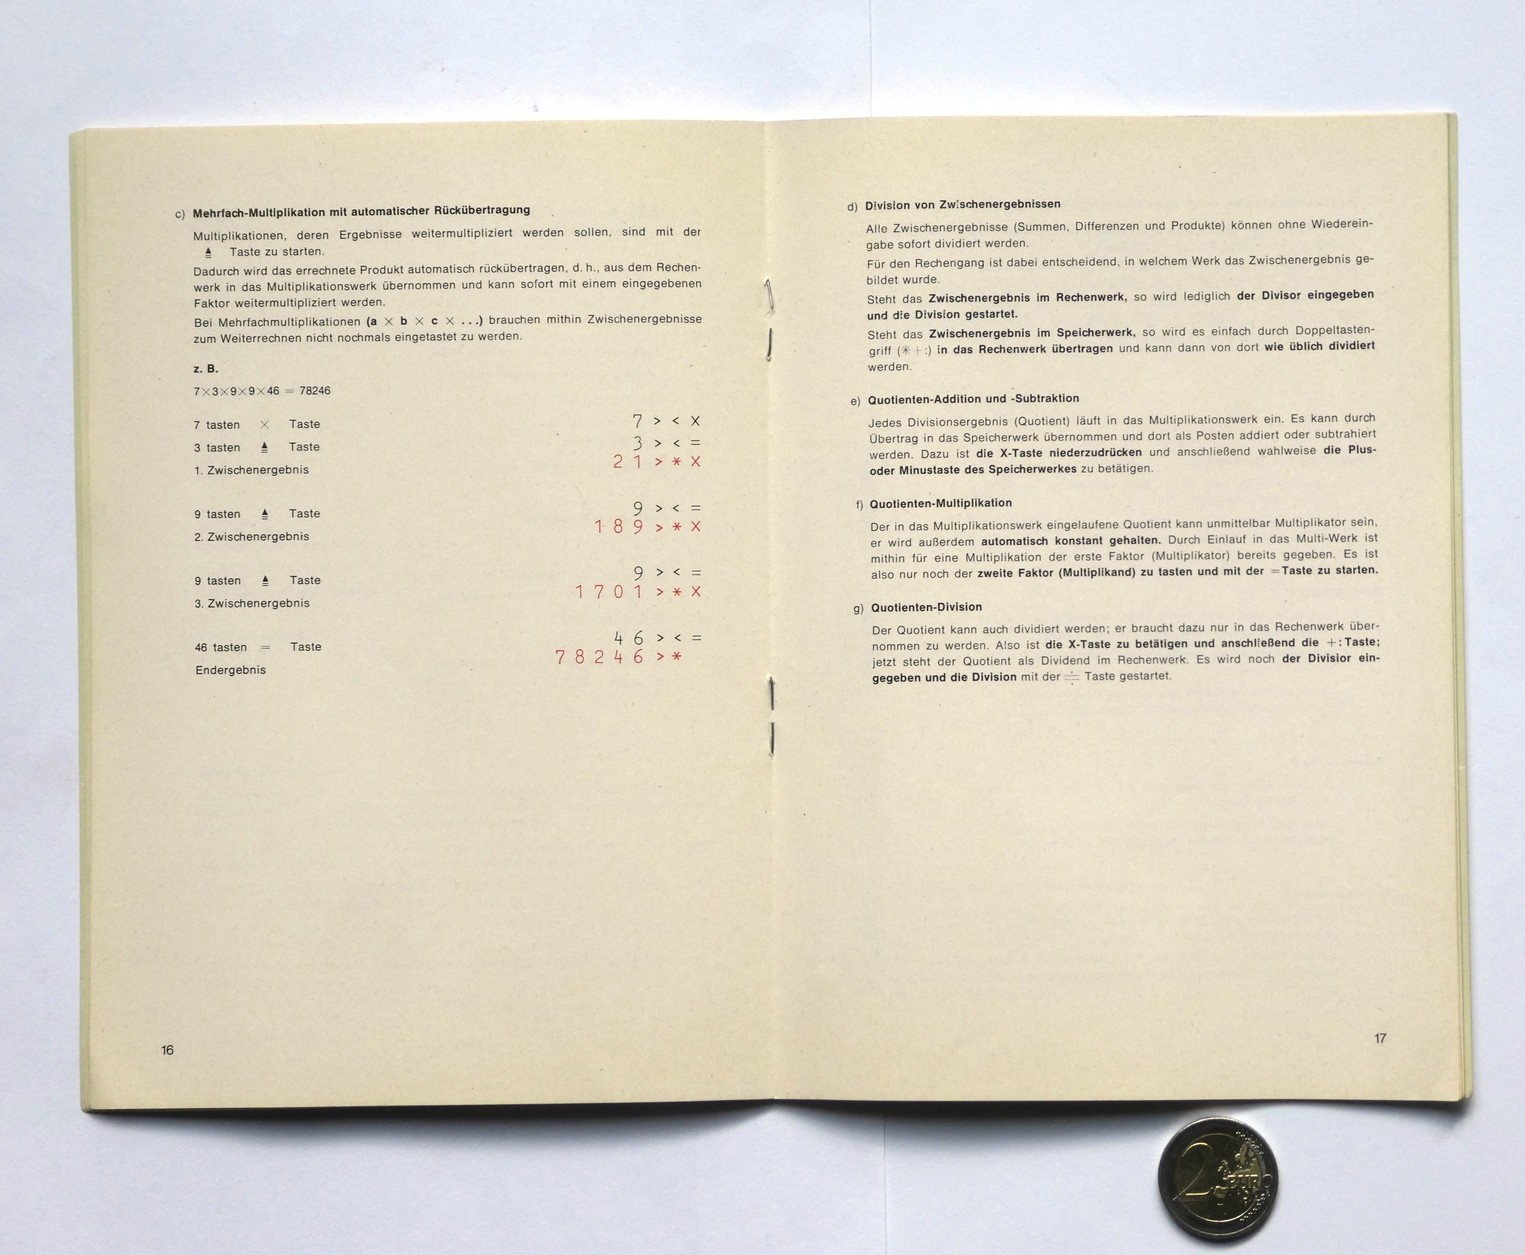 c) Mehrfach-Multiplikation mit automatischer Rückübertragung
Multiplikationen, deren Ergebnisse weitermultipliziert werden sollen, sind mit der
≜ Taste zu starten.
Dadurch wird das errechnete Produkt automatisch rückübertragen, d. h., aus dem Rechen-
werk in das Multiplikationswerk übernommen und kann sofort mit einem eingegebenen
Faktor weitermultipliziert werden.
Bei Mehrfachmultiplikationen (a × b × c × ...) brauchen mithin Zwischenergebnisse
zum Weiterrechnen nicht nochmals eingetastet zu werden.
z. B.
7×3×9×9×46 = 78246
7 tasten × Taste 7 > < X
3 tasten ≜ Taste 3 > < =
1. Zwischenergebnis 2 1 > * X
9 tasten ≜ Taste 9 > < =
2. Zwischenergebnis 1 8 9 > * X
9 tasten ≜ Taste 9 > < =
3. Zwischenergebnis 1 7 0 1 > * X
46 tasten = Taste 4 6 > < =
Endergebnis 7 8 2 4 6 > *
16
d) Division von Zwischenergebnissen
Alle Zwischenergebnisse (Summen, Differenzen und Produkte) können ohne Wiederein-
gabe sofort dividiert werden.
Für den Rechengang ist dabei entscheidend, in welchem Werk das Zwischenergebnis ge-
bildet wurde.
Steht das Zwischenergebnis im Rechenwerk, so wird lediglich der Divisor eingegeben
und die Division gestartet.
Steht das Zwischenergebnis im Speicherwerk, so wird es einfach durch Doppeltasten-
griff (* + :) in das Rechenwerk übertragen und kann dann von dort wie üblich dividiert
werden.
e) Quotienten-Addition und -Subtraktion
Jedes Divisionsergebnis (Quotient) läuft in das Multiplikationswerk ein. Es kann durch
Übertrag in das Speicherwerk übernommen und dort als Posten addiert oder subtrahiert
werden. Dazu ist die X-Taste niederzudrücken und anschließend wahlweise die Plus-
oder Minustaste des Speicherwerkes zu betätigen.
f) Quotienten-Multiplikation
Der in das Multiplikationswerk eingelaufene Quotient kann unmittelbar Multiplikator sein,
er wird außerdem automatisch konstant gehalten. Durch Einlauf in das Multi-Werk ist
mithin für eine Multiplikation der erste Faktor (Multiplikator) bereits gegeben. Es ist
also nur noch der zweite Faktor (Multiplikand) zu tasten und mit der =Taste zu starten.
g) Quotienten-Division
Der Quotient kann auch dividiert werden; er braucht dazu nur in das Rechenwerk über-
nommen zu werden. Also ist die X-Taste zu betätigen und anschließend die +: Taste;
jetzt steht der Quotient als Dividend im Rechenwerk. Es wird noch der Divisior ein-
gegeben und die Division mit der ÷ Taste gestartet.
17
2 EURO